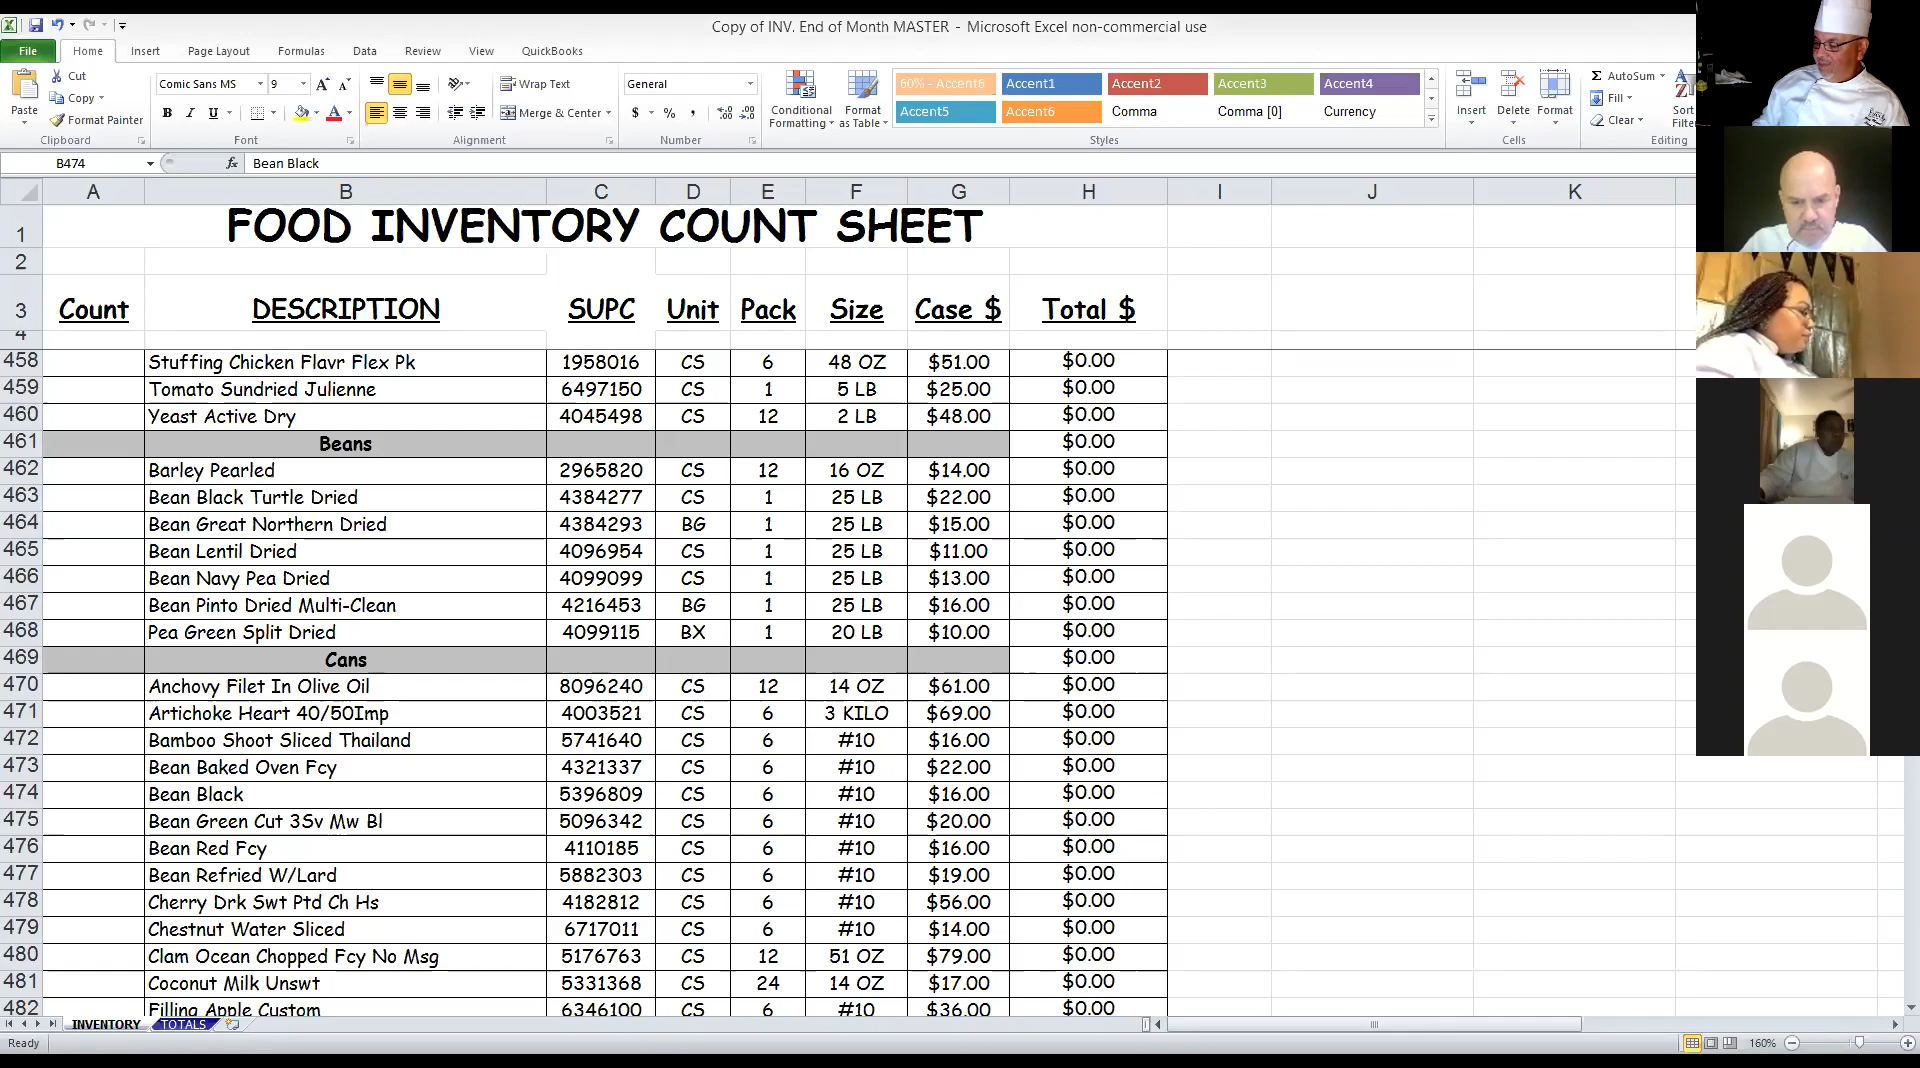 Copy of INV. End of Month MASTER - Microsoft Excel non-commercial use
File Home Insert Page Layout Formulas Data Review View QuickBooks
Paste Cut Copy Format Painter Clipboard
Comic Sans MS 9 B I U A Font
Wrap Text Merge & Center Alignment
General $ % , Number
Conditional Formatting Format as Table
60% - Accent6 Accent1 Accent2 Accent3 Accent4
Accent5 Accent6 Comma Comma [0] Currency
Styles
Insert Delete Format Cells
AutoSum Fill Clear Sort Filter Editing
B474 fx Bean Black
A B C D E F G H I J K
1 FOOD INVENTORY COUNT SHEET
2
3 Count DESCRIPTION SUPC Unit Pack Size Case $ Total $
4
458 Stuffing Chicken Flavr Flex Pk 1958016 CS 6 48 OZ $51.00 $0.00
459 Tomato Sundried Julienne 6497150 CS 1 5 LB $25.00 $0.00
460 Yeast Active Dry 4045498 CS 12 2 LB $48.00 $0.00
461 Beans $0.00
462 Barley Pearled 2965820 CS 12 16 OZ $14.00 $0.00
463 Bean Black Turtle Dried 4384277 CS 1 25 LB $22.00 $0.00
464 Bean Great Northern Dried 4384293 BG 1 25 LB $15.00 $0.00
465 Bean Lentil Dried 4096954 CS 1 25 LB $11.00 $0.00
466 Bean Navy Pea Dried 4099099 CS 1 25 LB $13.00 $0.00
467 Bean Pinto Dried Multi-Clean 4216453 BG 1 25 LB $16.00 $0.00
468 Pea Green Split Dried 4099115 BX 1 20 LB $10.00 $0.00
469 Cans $0.00
470 Anchovy Filet In Olive Oil 8096240 CS 12 14 OZ $61.00 $0.00
471 Artichoke Heart 40/50Imp 4003521 CS 6 3 KILO $69.00 $0.00
472 Bamboo Shoot Sliced Thailand 5741640 CS 6 #10 $16.00 $0.00
473 Bean Baked Oven Fcy 4321337 CS 6 #10 $22.00 $0.00
474 Bean Black 5396809 CS 6 #10 $16.00 $0.00
475 Bean Green Cut 3Sv Mw Bl 5096342 CS 6 #10 $20.00 $0.00
476 Bean Red Fcy 4110185 CS 6 #10 $16.00 $0.00
477 Bean Refried W/Lard 5882303 CS 6 #10 $19.00 $0.00
478 Cherry Drk Swt Ptd Ch Hs 4182812 CS 6 #10 $56.00 $0.00
479 Chestnut Water Sliced 6717011 CS 6 #10 $14.00 $0.00
480 Clam Ocean Chopped Fcy No Msg 5176763 CS 12 51 OZ $79.00 $0.00
481 Coconut Milk Unswt 5331368 CS 24 14 OZ $17.00 $0.00
482 Filling Apple Custom 6346100 CS 6 #10 $36.00 $0.00
INVENTORY TOTALS
Ready 160%